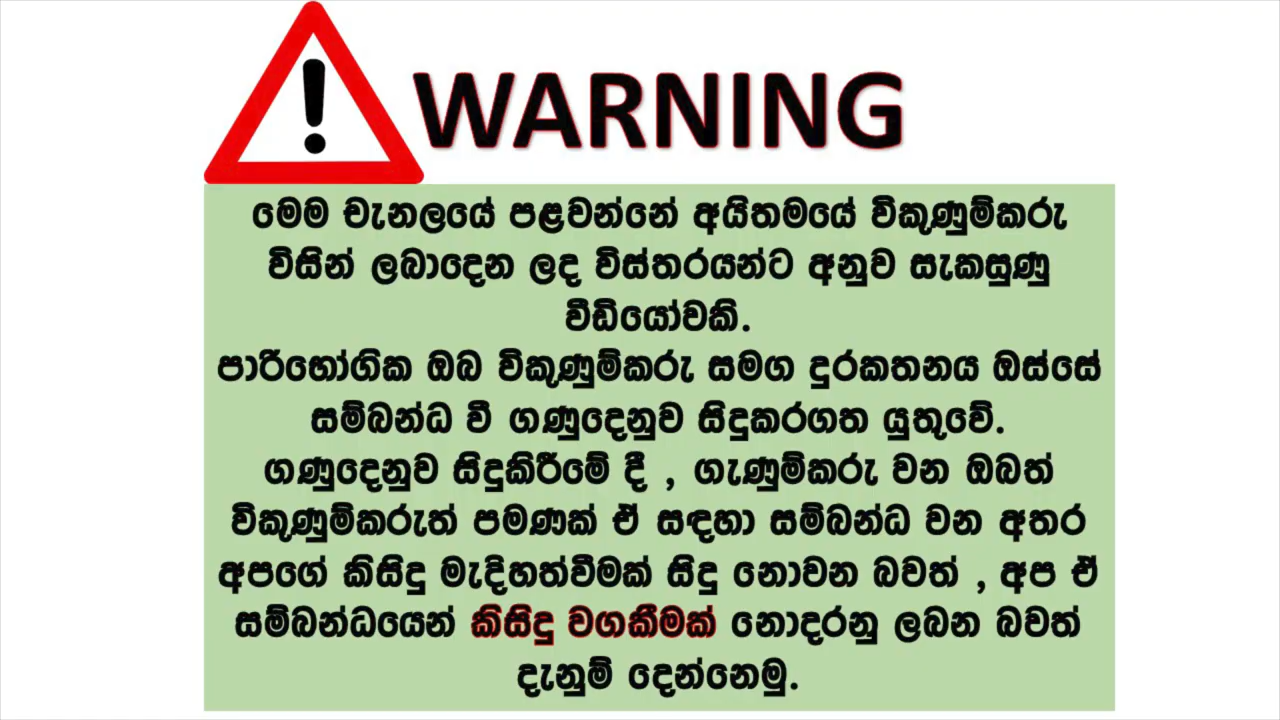 WARNING
මෙම චැනලයේ පළවන්නේ අයිතමයේ විකුණුම්කරු
විසින් ලබාදෙන ලද විස්තරයන්ට අනුව සැකසුණු
වීඩියෝවකි.
පාරිභෝගික ඔබ විකුණුම්කරු සමග දුරකතනය ඔස්සේ
සම්බන්ධ වී ගණුදෙනුව සිදුකරගත යුතුවේ.
ගණුදෙනුව සිදුකිරීමේ දී , ගැණුම්කරු වන ඔබත්
විකුණුම්කරුත් පමණක් ඒ සඳහා සම්බන්ධ වන අතර
අපගේ කිසිදු මැදිහත්වීමක් සිදු නොවන බවත් , අප ඒ
සම්බන්ධයෙන් කිසිදු වගකීමක් නොදරනු ලබන බවත්
දැනුම් දෙන්නෙමු.